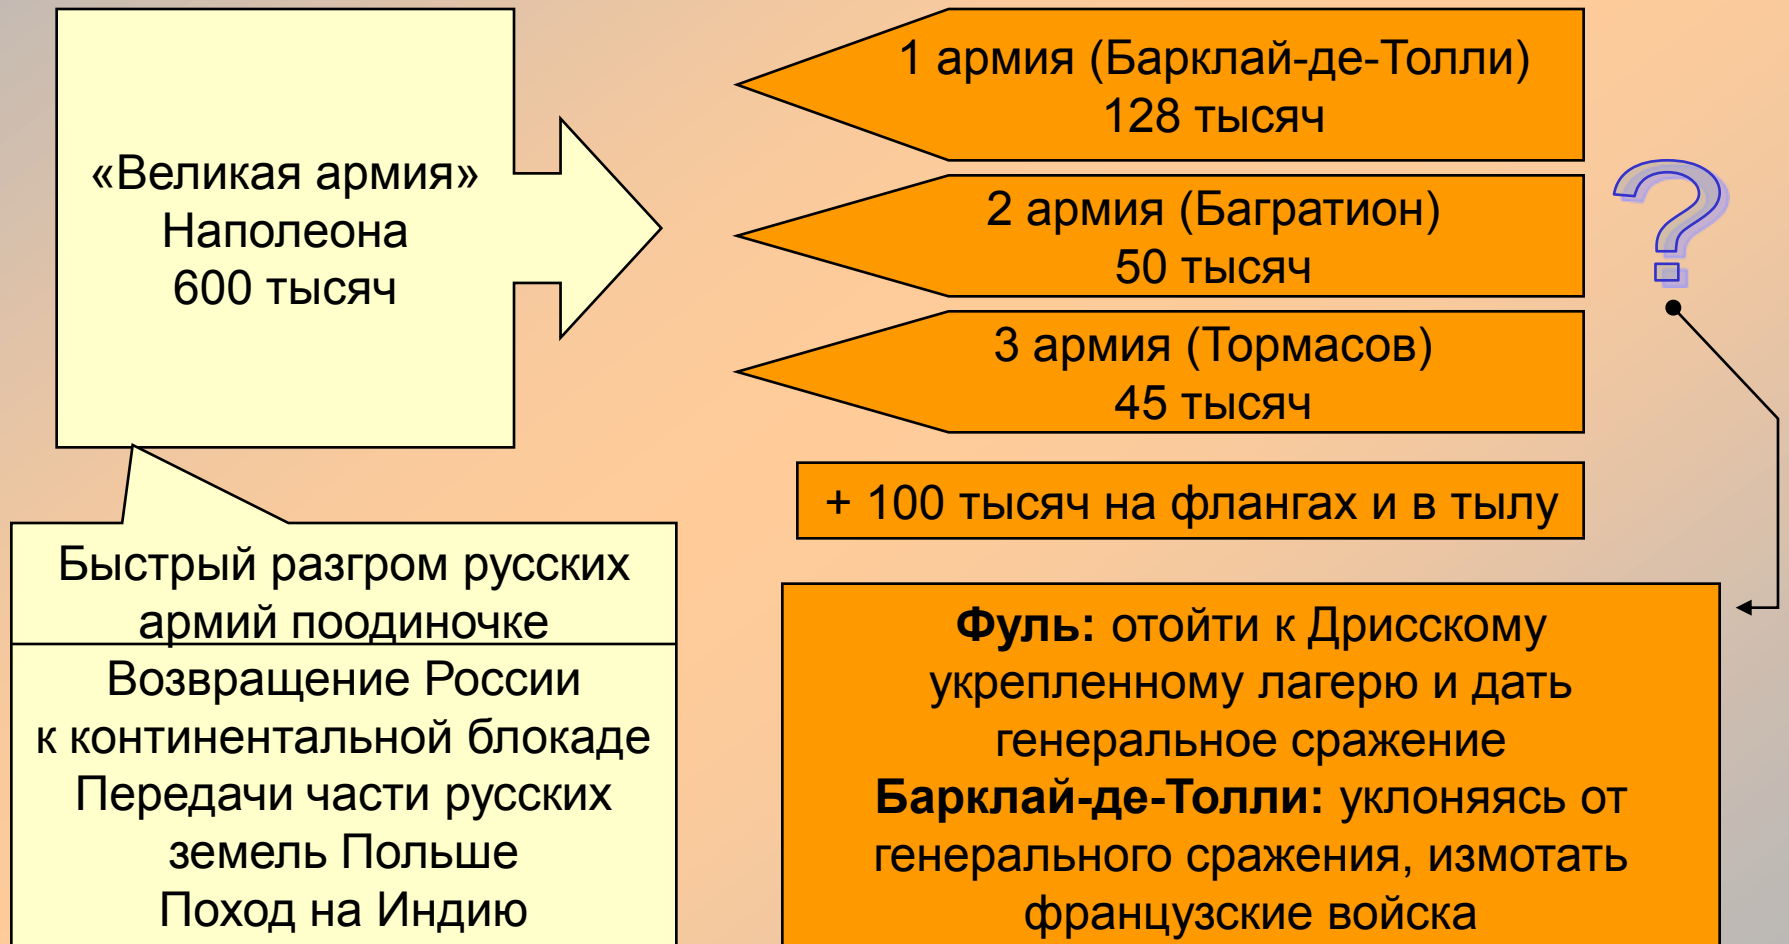 «Великая армия»
Наполеона
600 тысяч
1 армия (Барклай-де-Толли)
128 тысяч
2 армия (Багратион)
50 тысяч
3 армия (Тормасов)
45 тысяч
?
+ 100 тысяч на флангах и в тылу
Быстрый разгром русских
армий поодиночке
Возвращение России
к континентальной блокаде
Передачи части русских
земель Польше
Поход на Индию
Фуль: отойти к Дрисскому
укрепленному лагерю и дать
генеральное сражение
Барклай-де-Толли: уклоняясь от
генерального сражения, измотать
французские войска